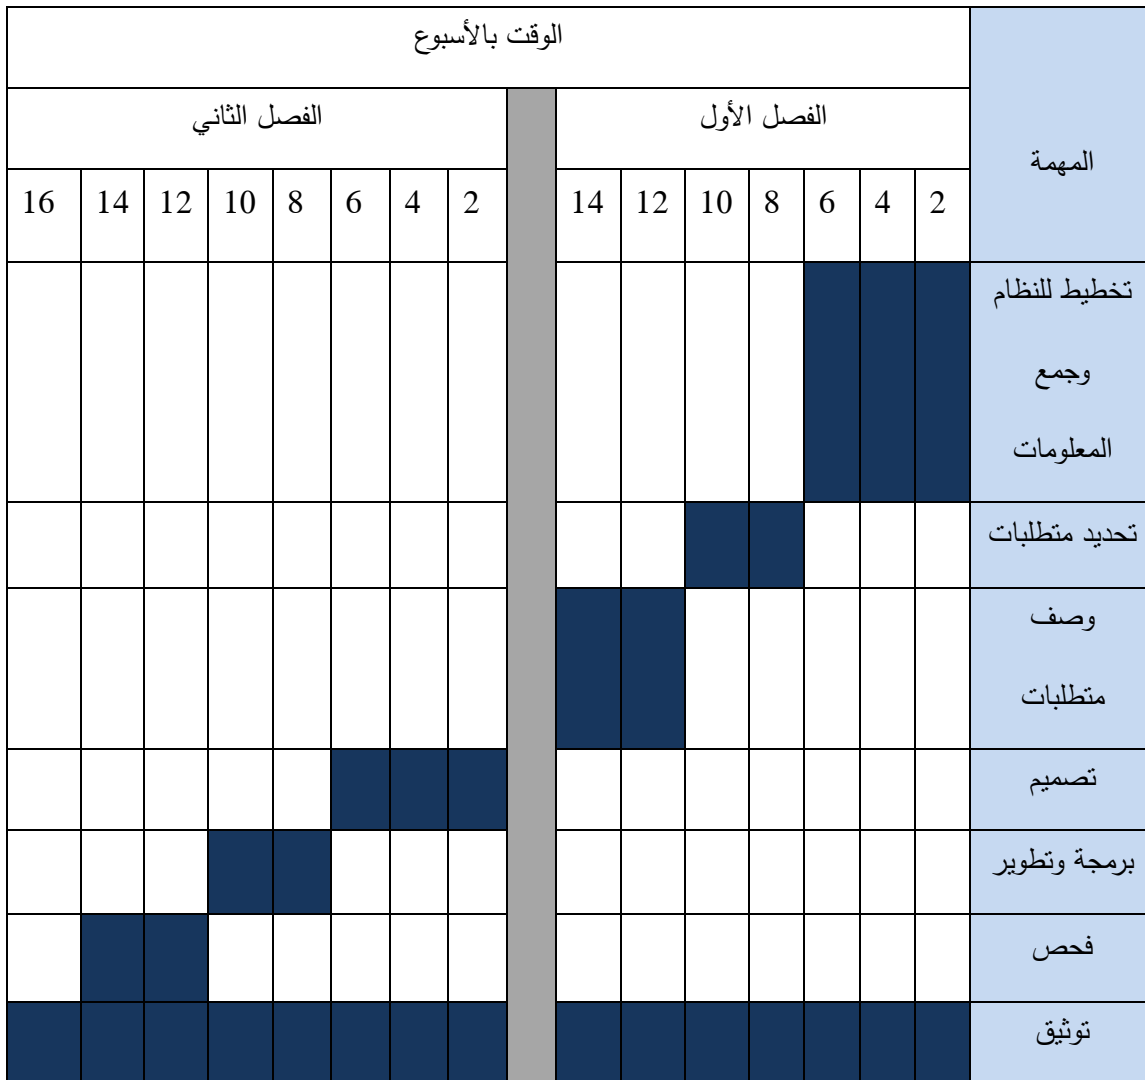 الوقت بالأسبوع
المهمة
الفصل الأول
الفصل الثاني
2 4 6 8 10 12 14
2 4 6 8 10 12 14 16
تخطيط للنظام
وجمع
المعلومات
تحديد متطلبات
وصف
متطلبات
تصميم
برمجة وتطوير
فحص
توثيق